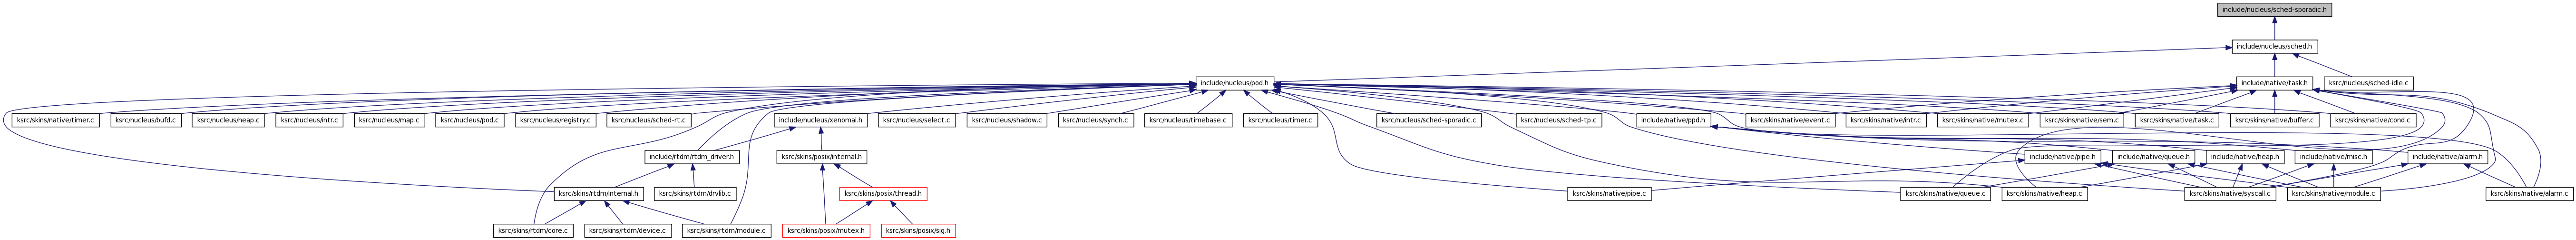 include/nucleus/sched-sporadic.h
include/nucleus/sched.h
include/nucleus/pod.h
include/native/task.h
ksrc/nucleus/sched-idle.c
ksrc/skins/native/timer.c
ksrc/nucleus/bufd.c
ksrc/nucleus/heap.c
ksrc/nucleus/intr.c
ksrc/nucleus/map.c
ksrc/nucleus/pod.c
ksrc/nucleus/registry.c
ksrc/nucleus/sched-rt.c
include/nucleus/xenomai.h
ksrc/nucleus/select.c
ksrc/nucleus/shadow.c
ksrc/nucleus/synch.c
ksrc/nucleus/timebase.c
ksrc/nucleus/timer.c
ksrc/nucleus/sched-sporadic.c
ksrc/nucleus/sched-tp.c
include/native/ppd.h
ksrc/skins/native/event.c
ksrc/skins/native/intr.c
ksrc/skins/native/mutex.c
ksrc/skins/native/sem.c
ksrc/skins/native/task.c
ksrc/skins/native/buffer.c
ksrc/skins/native/cond.c
include/rtdm/rtdm_driver.h
ksrc/skins/posix/internal.h
include/native/pipe.h
include/native/queue.h
include/native/heap.h
include/native/misc.h
include/native/alarm.h
ksrc/skins/rtdm/internal.h
ksrc/skins/rtdm/drvlib.c
ksrc/skins/posix/thread.h
ksrc/skins/native/pipe.c
ksrc/skins/native/queue.c
ksrc/skins/native/heap.c
ksrc/skins/native/syscall.c
ksrc/skins/native/module.c
ksrc/skins/native/alarm.c
ksrc/skins/rtdm/core.c
ksrc/skins/rtdm/device.c
ksrc/skins/rtdm/module.c
ksrc/skins/posix/mutex.h
ksrc/skins/posix/sig.h